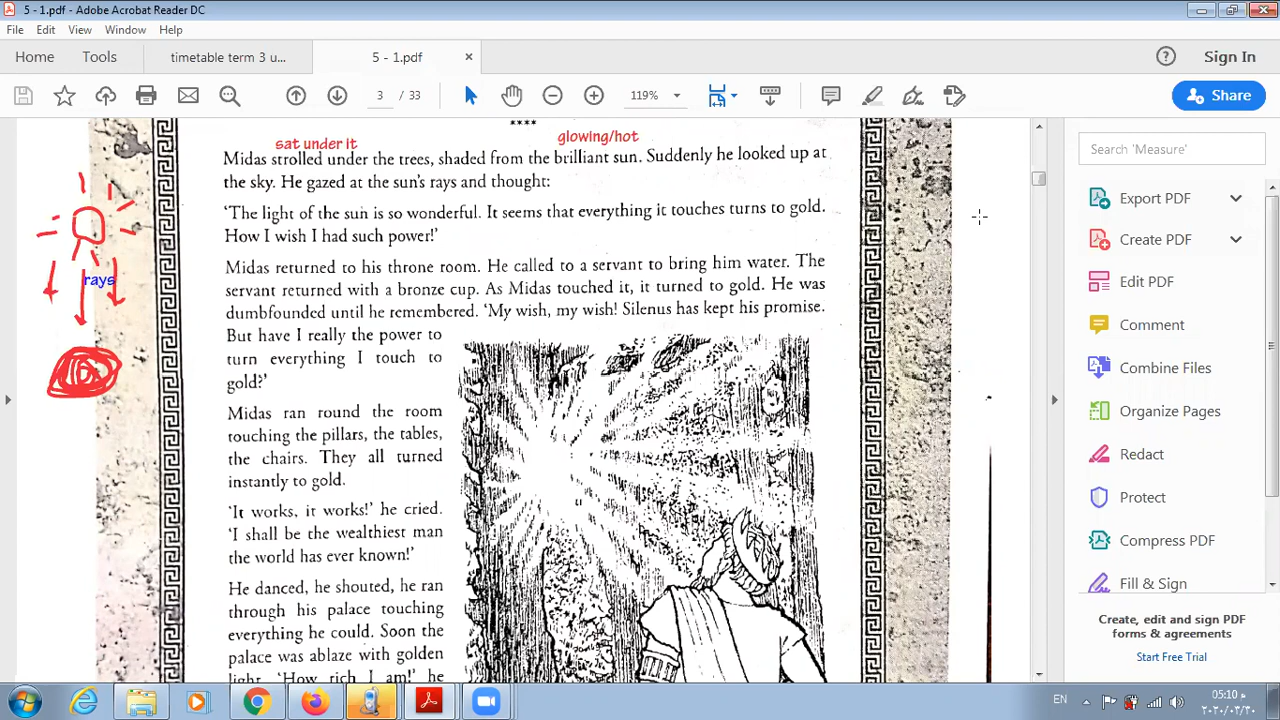 5 - 1.pdf - Adobe Acrobat Reader DC
File Edit View Window Help
Home Tools timetable term 3 u... 5 - 1.pdf × Sign In
3 / 33 119% Share
****
sat under it glowing/hot
Midas strolled under the trees, shaded from the brilliant sun. Suddenly he looked up at
the sky. He gazed at the sun's rays and thought:
'The light of the sun is so wonderful. It seems that everything it touches turns to gold.
How I wish I had such power!'
Midas returned to his throne room. He called to a servant to bring him water. The
servant returned with a bronze cup. As Midas touched it, it turned to gold. He was
dumbfounded until he remembered. 'My wish, my wish! Silenus has kept his promise.
But have I really the power to
turn everything I touch to
gold?'
Midas ran round the room
touching the pillars, the tables,
the chairs. They all turned
instantly to gold.
'It works, it works!' he cried.
'I shall be the wealthiest man
the world has ever known!'
He danced, he shouted, he ran
through his palace touching
everything he could. Soon the
palace was ablaze with golden
light. 'How rich I am!' he
rays
Search 'Measure'
Export PDF
Create PDF
Edit PDF
Comment
Combine Files
Organize Pages
Redact
Protect
Compress PDF
Fill & Sign
Create, edit and sign PDF
forms & agreements
Start Free Trial
EN
05:10 م
٢٠٢٠/٠٣/٣٠